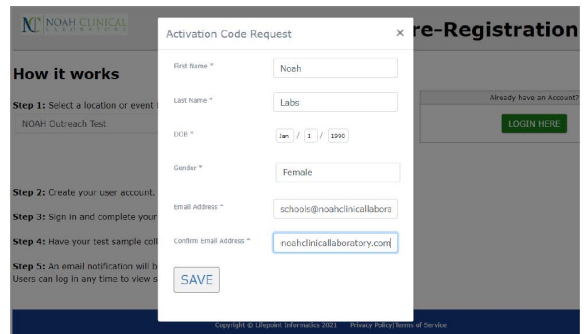 NOAH CLINICAL
LABORATORY
re-Registration
Activation Code Request ×
How it works
First Name * Noah
Step 1: Select a location or event
Last Name * Labs
Already have an Account?
NOAH Outreach Test
LOGIN HERE
DOB * Jan / 1 / 1990
Gender * Female
Step 2: Create your user account.
Email Address * schools@noahclinicallabora
Step 3: Sign in and complete your
Step 4: Have your test sample coll
Confirm Email Address * noahclinicallaboratory.com
Step 5: An email notification will b
Users can log in any time to view s
SAVE
Copyright © Lifepoint Informatics 2021 Privacy Policy|Terms of Service